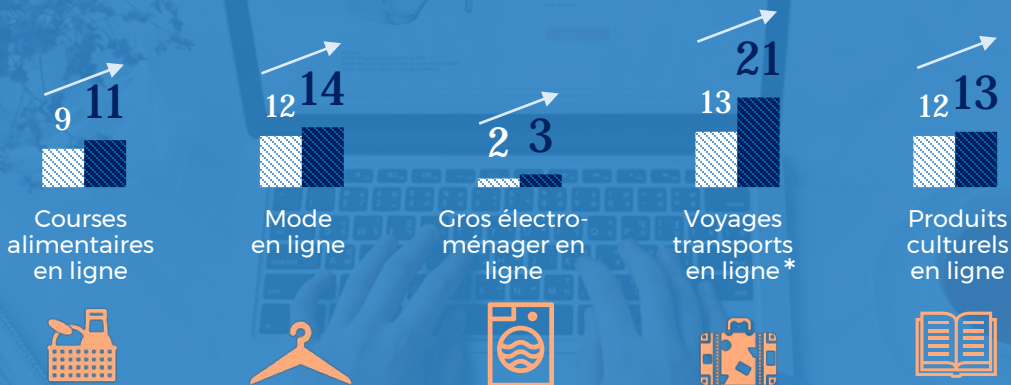 9 11
12 14
2 3
13 21
12 13
Courses
alimentaires
en ligne
Mode
en ligne
Gros électro-
ménager en
ligne
Voyages
transports
en ligne*
Produits
culturels
en ligne